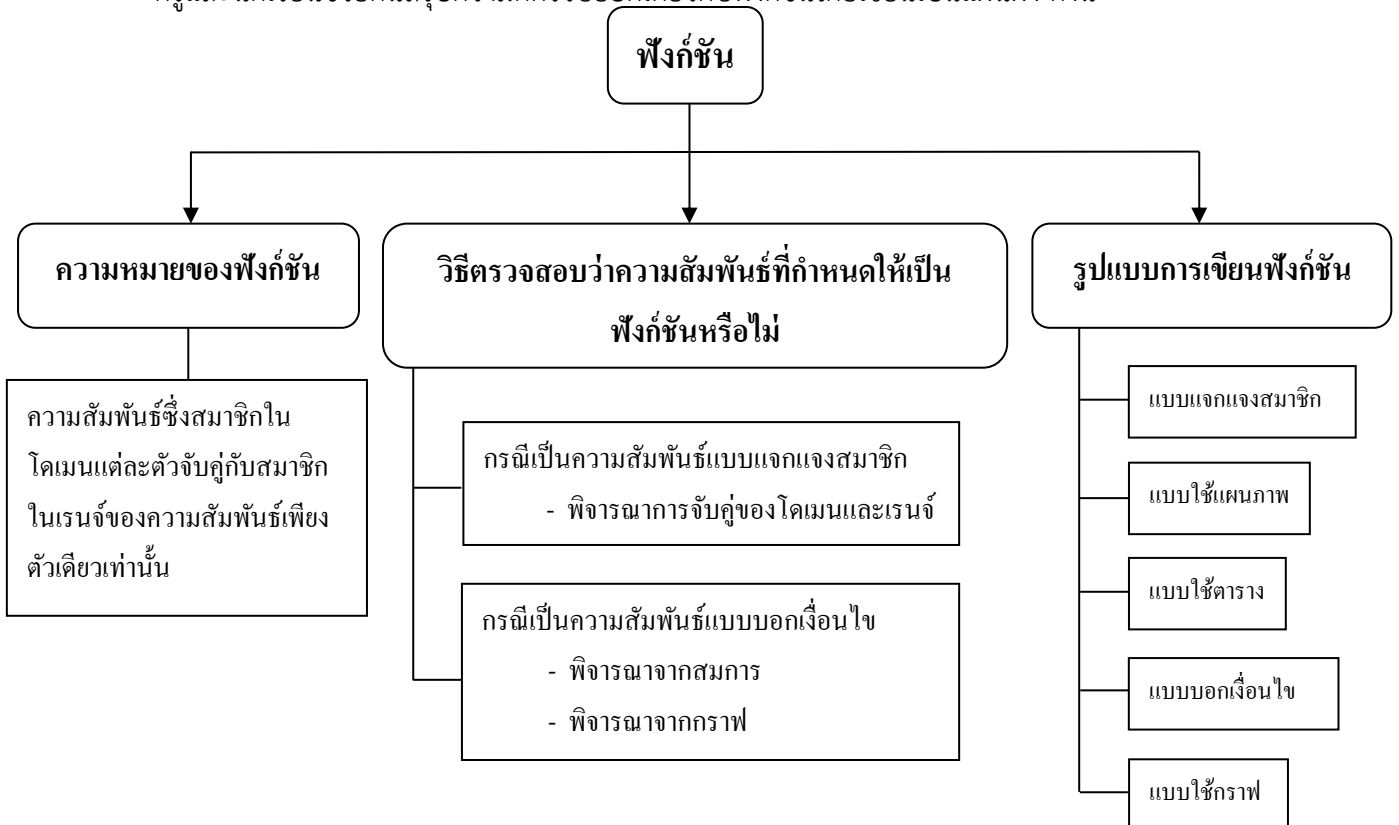 ฟังก์ชัน
ความหมายของฟังก์ชัน
ความสัมพันธ์ซึ่งสมาชิกใน
โดเมนแต่ละตัวจับคู่กับสมาชิก
ในเรนจ์ของความสัมพันธ์เพียง
ตัวเดียวเท่านั้น
วิธีตรวจสอบว่าความสัมพันธ์ที่กำหนดให้เป็น
ฟังก์ชันหรือไม่
กรณีเป็นความสัมพันธ์แบบแจกแจงสมาชิก
- พิจารณาการจับคู่ของโดเมนและเรนจ์
กรณีเป็นความสัมพันธ์แบบบอกเงื่อนไข
- พิจารณาจากสมการ
- พิจารณาจากกราฟ
รูปแบบการเขียนฟังก์ชัน
แบบแจกแจงสมาชิก
แบบใช้แผนภาพ
แบบใช้ตาราง
แบบบอกเงื่อนไข
แบบใช้กราฟ